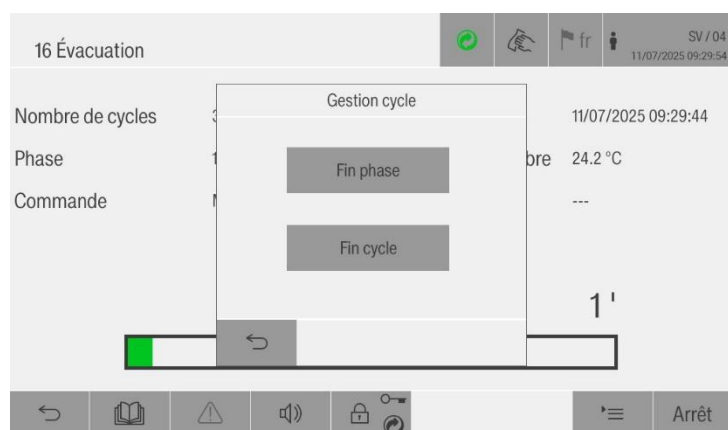 16 Évacuation
fr
SV / 04
11/07/2025 09:29:54
Gestion cycle
Nombre de cycles
11/07/2025 09:29:44
Phase
Fin phase
bre
24.2 °C
Commande
---
Fin cycle
1 '
Arrêt